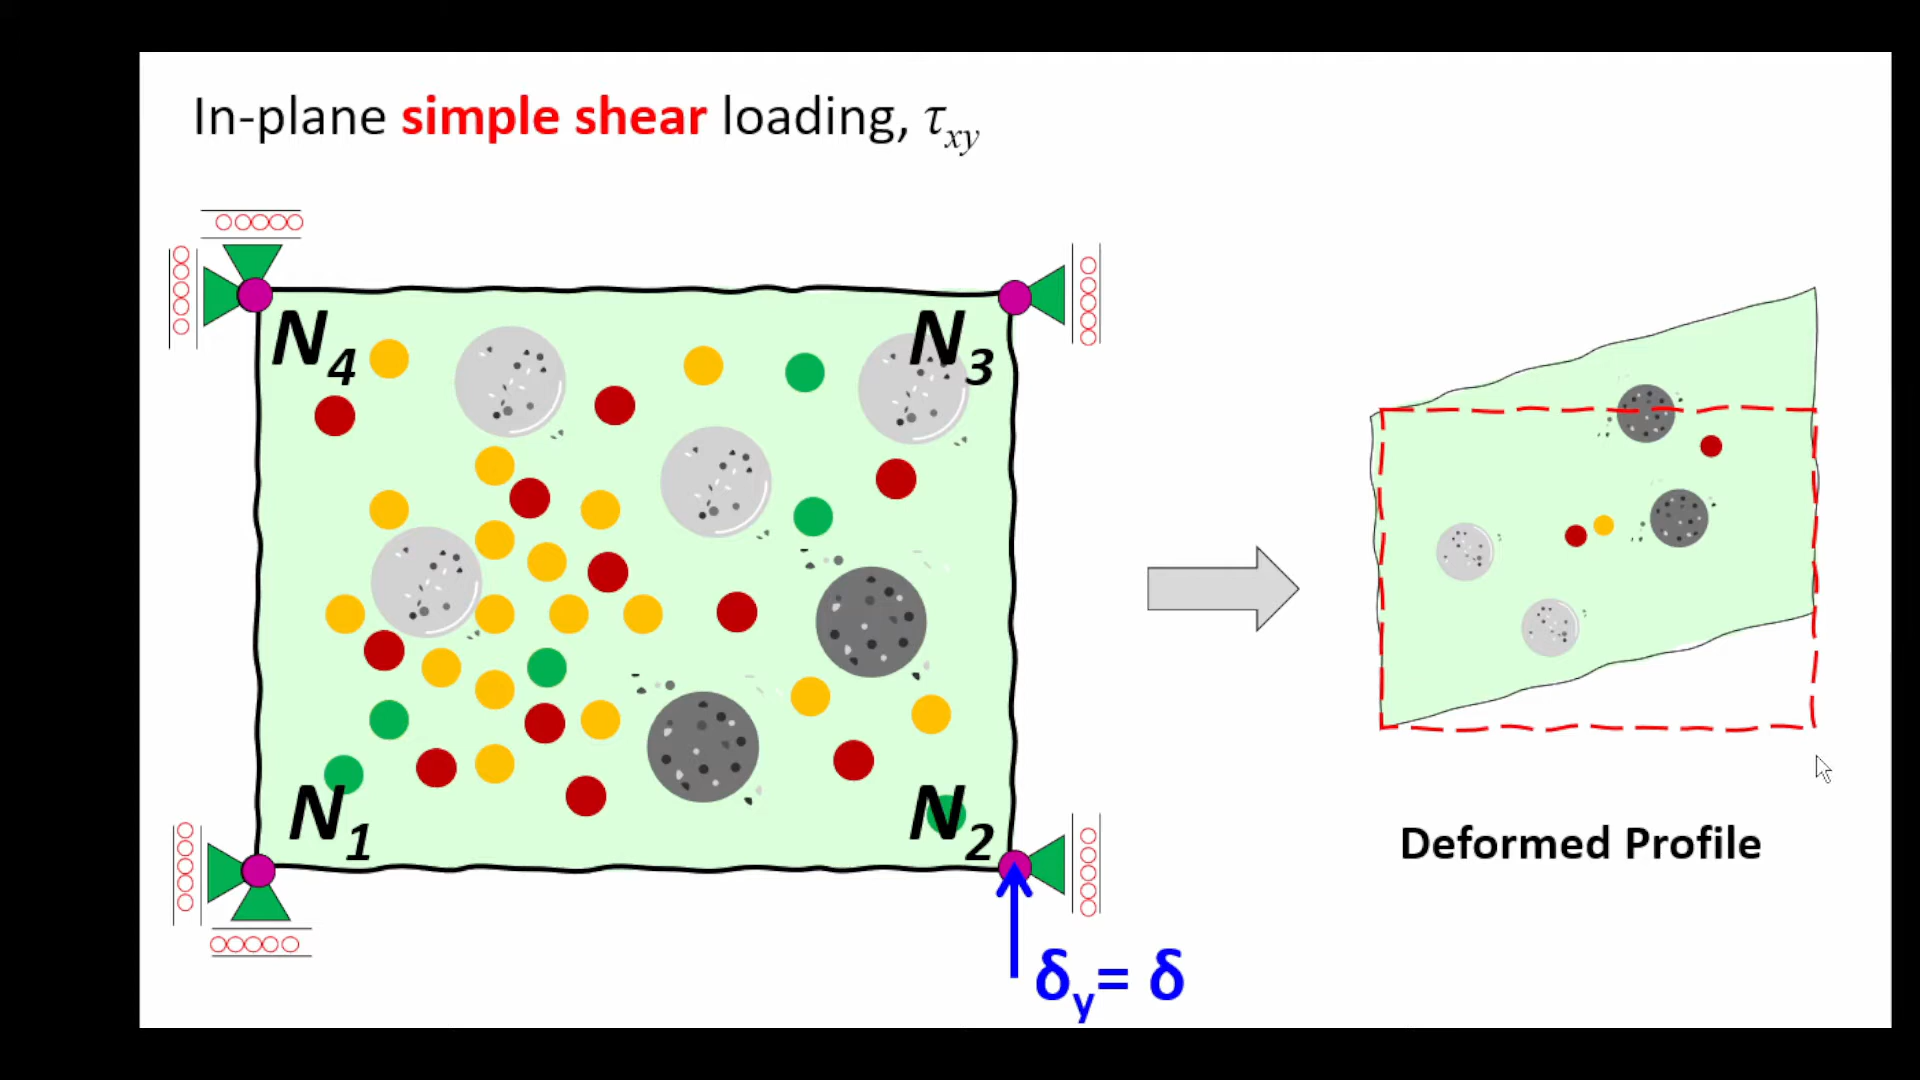 In-plane simple shear loading, τxy
N4
N3
N1
N2
δy= δ
Deformed Profile